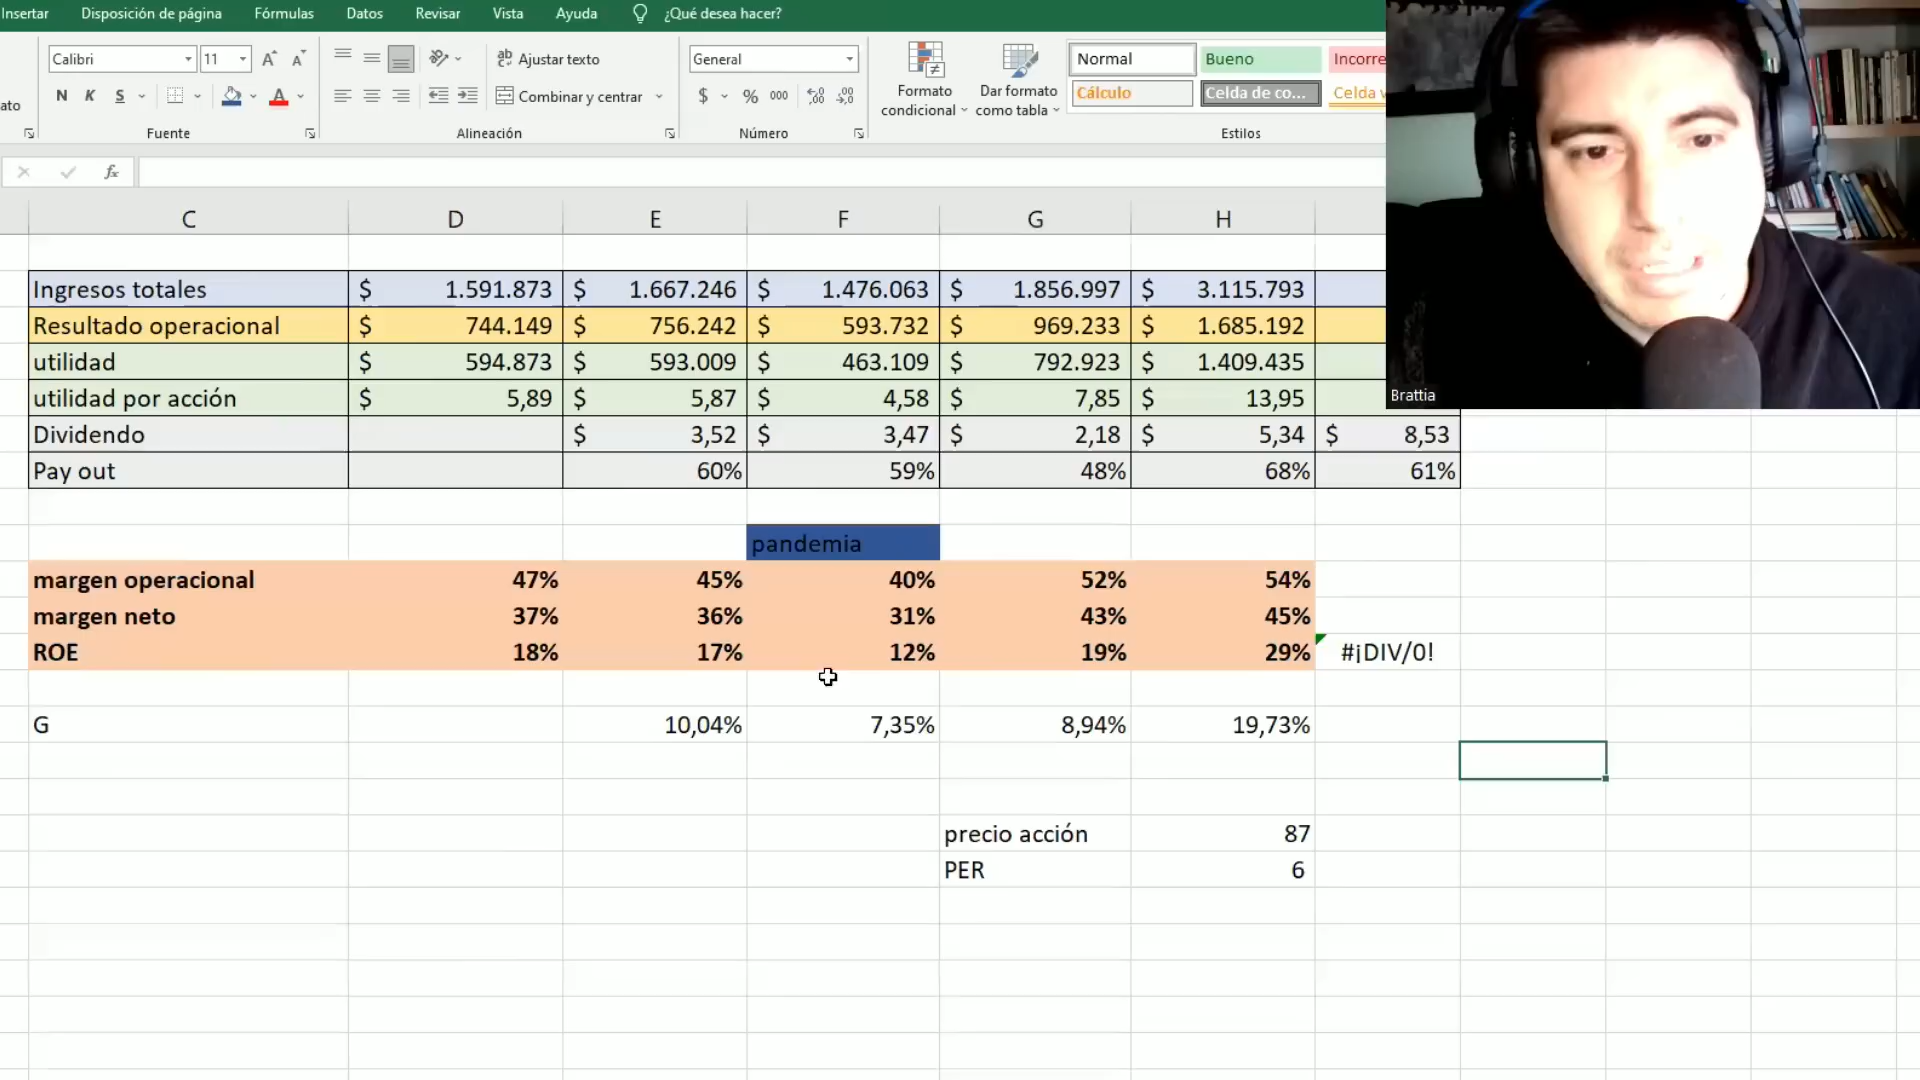 Insertar Disposición de página Fórmulas Datos Revisar Vista Ayuda ¿Qué desea hacer?
Calibri 11 A A ab Ajustar texto General Normal Bueno Incorre
ato N K S A Combinar y centrar $ % 000 Formato condicional Dar formato como tabla Cálculo Celda de co... Celda v
Fuente Alineación Número Estilos
fx
Brattia
C D E F G H
Ingresos totales $ 1.591.873 $ 1.667.246 $ 1.476.063 $ 1.856.997 $ 3.115.793
Resultado operacional $ 744.149 $ 756.242 $ 593.732 $ 969.233 $ 1.685.192
utilidad $ 594.873 $ 593.009 $ 463.109 $ 792.923 $ 1.409.435
utilidad por acción $ 5,89 $ 5,87 $ 4,58 $ 7,85 $ 13,95
Dividendo $ 3,52 $ 3,47 $ 2,18 $ 5,34 $ 8,53
Pay out 60% 59% 48% 68% 61%
pandemia
margen operacional 47% 45% 40% 52% 54%
margen neto 37% 36% 31% 43% 45%
ROE 18% 17% 12% 19% 29% #¡DIV/0!
G 10,04% 7,35% 8,94% 19,73%
precio acción 87
PER 6